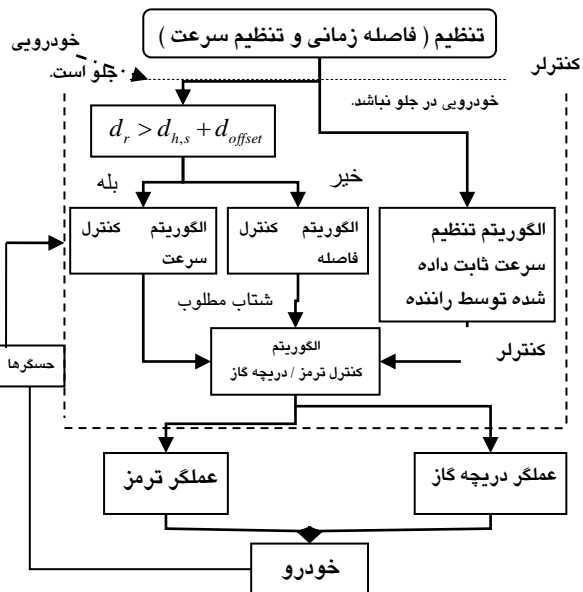 تنظیم ( فاصله زمانی و تنظیم سرعت )
خودرویی
جلو است.
کنترلر
خودرویی در جلو نباشد.
d_r > d_{h,s} + d_{offset}
بله
خیر
الگوریتم کنترل
سرعت
الگوریتم کنترل
فاصله
الگوریتم تنظیم
سرعت ثابت داده
شده توسط راننده
شتاب مطلوب
الگوریتم
کنترل ترمز / دریچه گاز
کنترلر
حسگرها
عملگر ترمز
عملگر دریچه گاز
خودرو